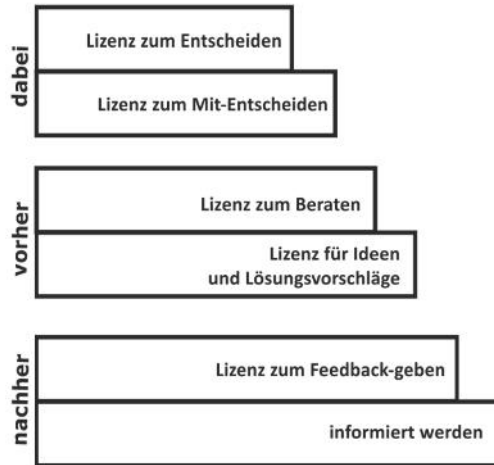 dabei
Lizenz zum Entscheiden
Lizenz zum Mit-Entscheiden
vorher
Lizenz zum Beraten
Lizenz für Ideen
und Lösungsvorschläge
nachher
Lizenz zum Feedback-geben
informiert werden